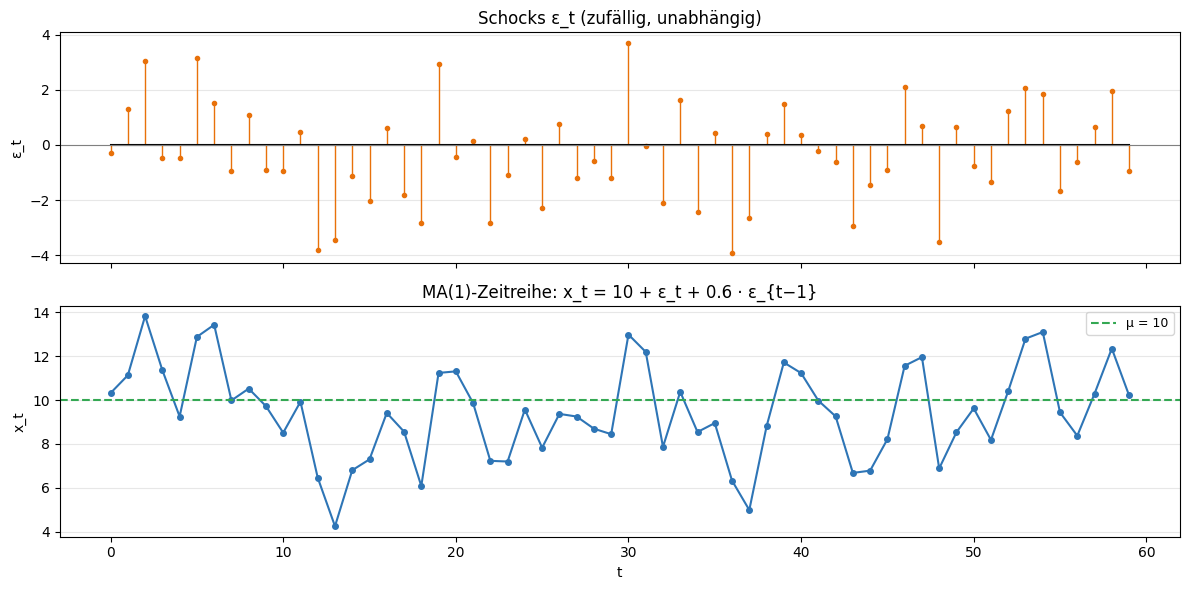 Schocks ε_t (zufällig, unabhängig)
4
2
0
−2
−4
ε_t
MA(1)-Zeitreihe: x_t = 10 + ε_t + 0.6 · ε_{t−1}
μ = 10
14
12
10
8
6
4
x_t
0 10 20 30 40 50 60
t